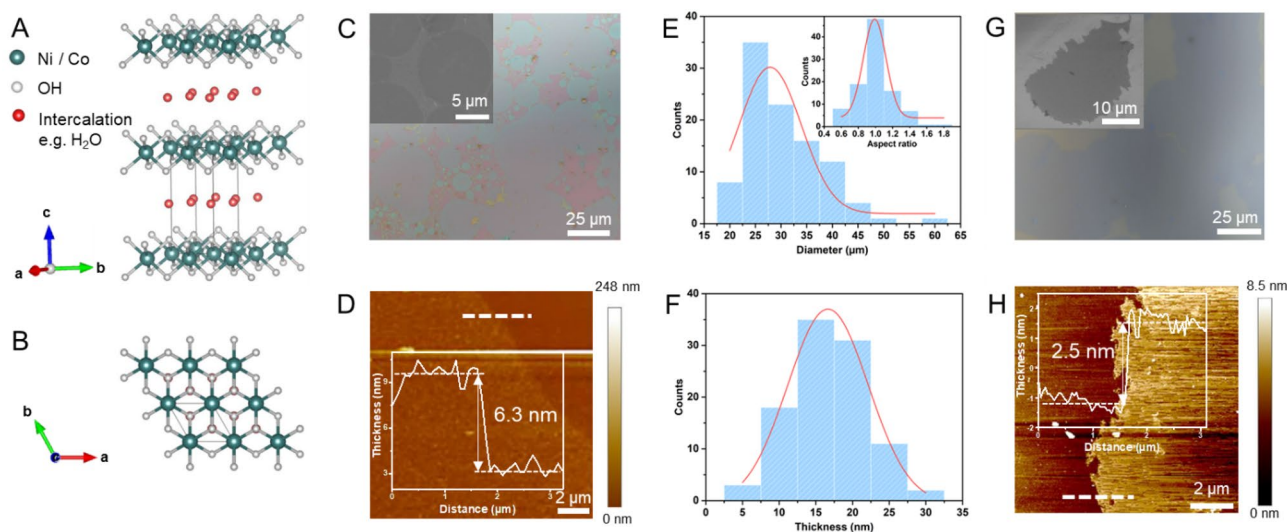 A
Ni / Co
OH
Intercalation
e.g. H₂O
c
a
b
B
b
a
C
5 µm
25 µm
D
248 nm
0 nm
Thickness (nm)
9
6
3
6.3 nm
0 1 2 3
Distance (µm)
2 µm
E
Counts
40
30
20
10
0
15 20 25 30 35 40 45 50 55 60 65
Diameter (µm)
Counts
40
30
20
10
0
0.4 0.6 0.8 1.0 1.2 1.4 1.6 1.8
Aspect ratio
F
Counts
40
30
20
10
0
0 5 10 15 20 25 30 35
Thickness (nm)
G
10 µm
25 µm
H
8.5 nm
0 nm
Thickness (nm)
2
1
-1
-2
2.5 nm
0 1 2 3
Distance (µm)
2 µm